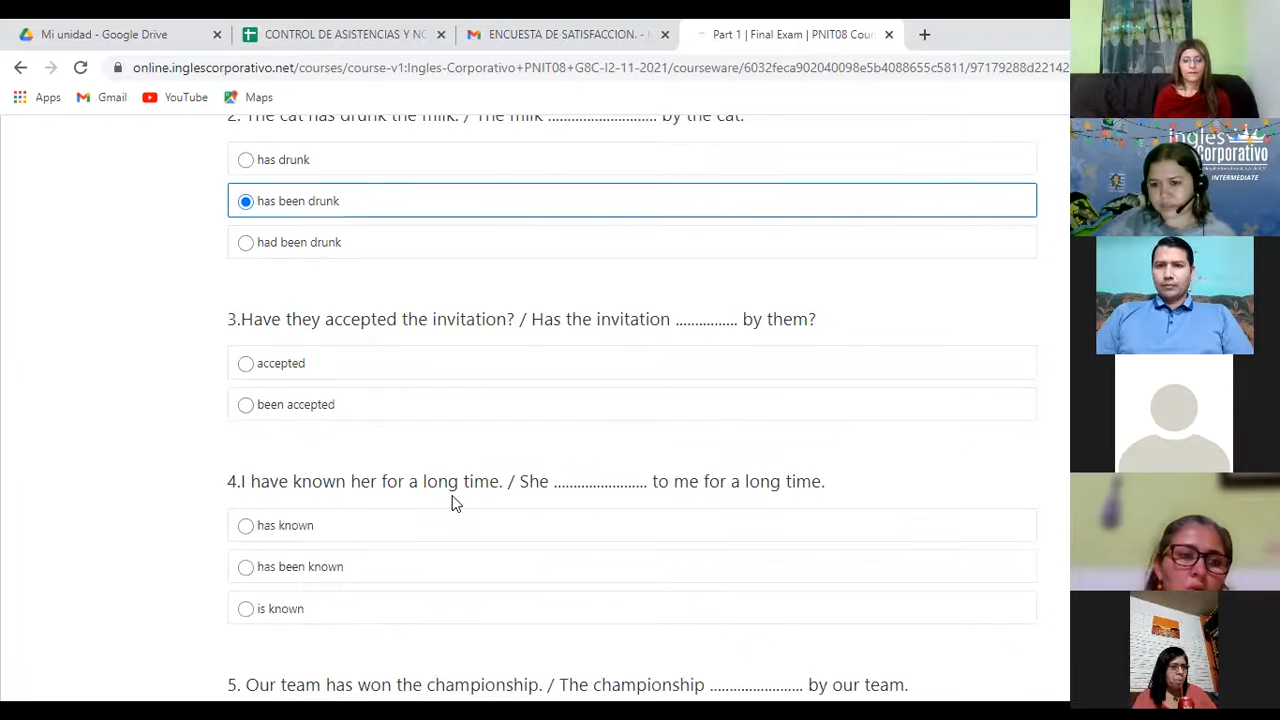 Mi unidad - Google Drive
CONTROL DE ASISTENCIAS Y
ENCUESTA DE SATISFACCION. -
Part 1 | Final Exam | PNIT08 Cour
online.inglescorporativo.net/courses/course-v1:Ingles-Corporativo+PNIT08+G8C-I2-11-2021/courseware/6032feca902040098e5b4088655c5811/97179288d22142
Apps
Gmail
YouTube
Maps
2. The cat has drunk the milk. / The milk ........................... by the cat.
has drunk
has been drunk
had been drunk
3.Have they accepted the invitation? / Has the invitation ................ by them?
accepted
been accepted
4.I have known her for a long time. / She ........................ to me for a long time.
has known
has been known
is known
5. Our team has won the championship. / The championship ........................ by our team.
ingles
Corporativo
INTERMEDIATE